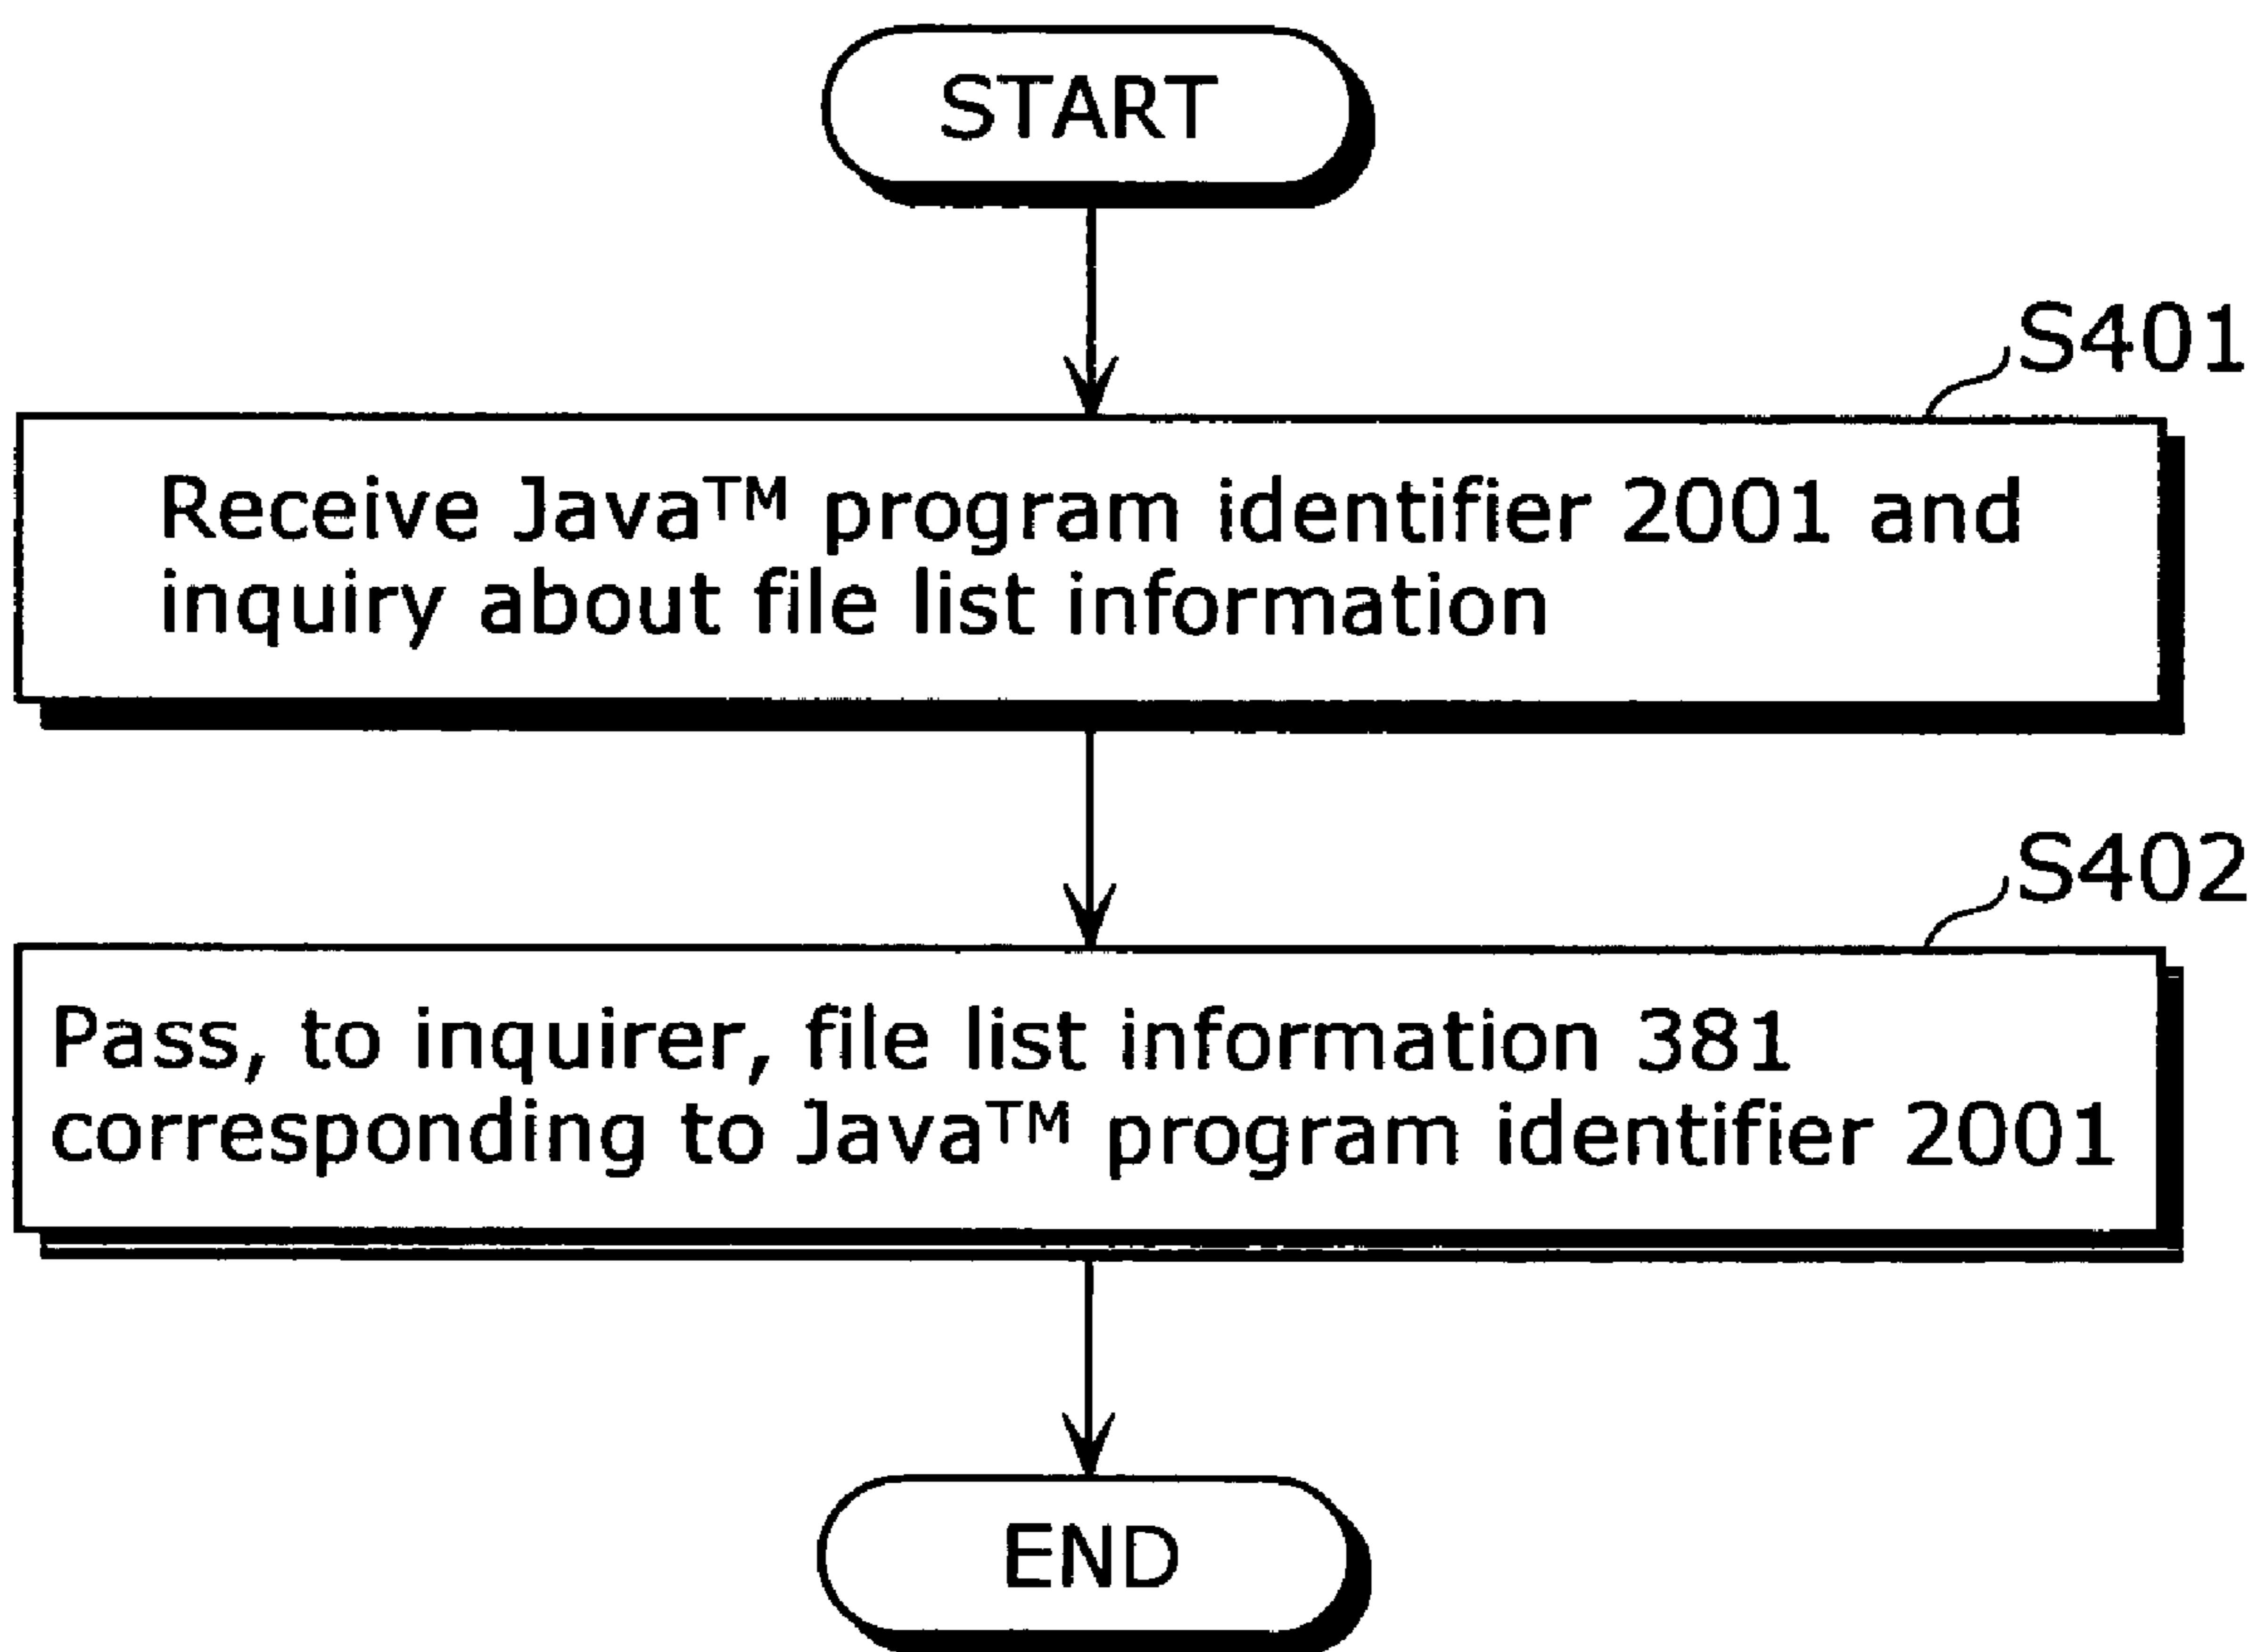 START
S401
Receive Java™ program identifier 2001 and
inquiry about file list information
S402
Pass, to inquirer, file list information 381
corresponding to Java™ program identifier 2001
END